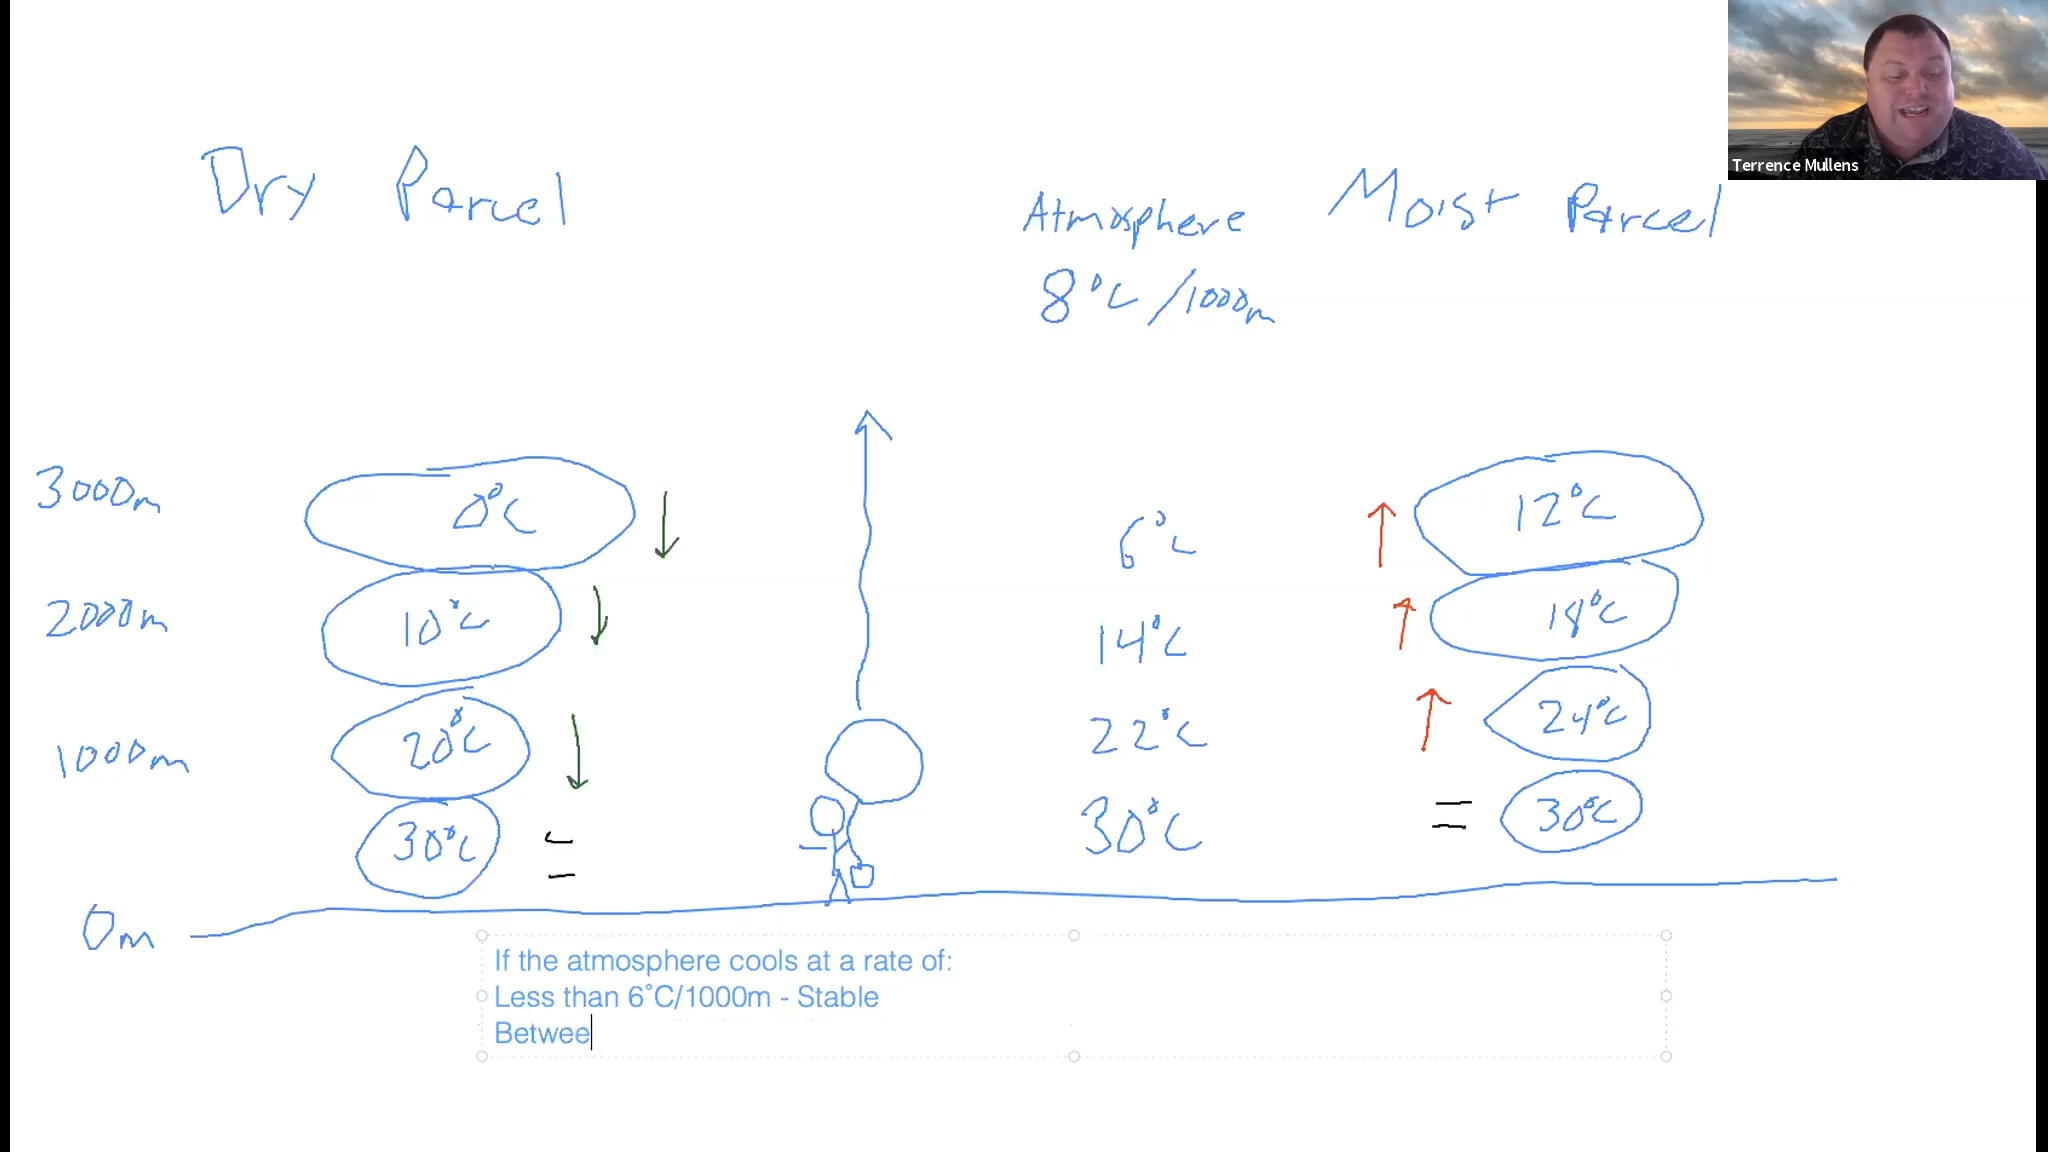 Terrence Mullens
Dry Parcel
Atmosphere
Moist Parcel
8°C/1000m
3000m
0°C
6°C
12°C
2000m
10°C
14°C
18°C
1000m
20°C
22°C
24°C
30°C
=
30°C
=
30°C
0m
If the atmosphere cools at a rate of:
Less than 6°C/1000m - Stable
Betwee